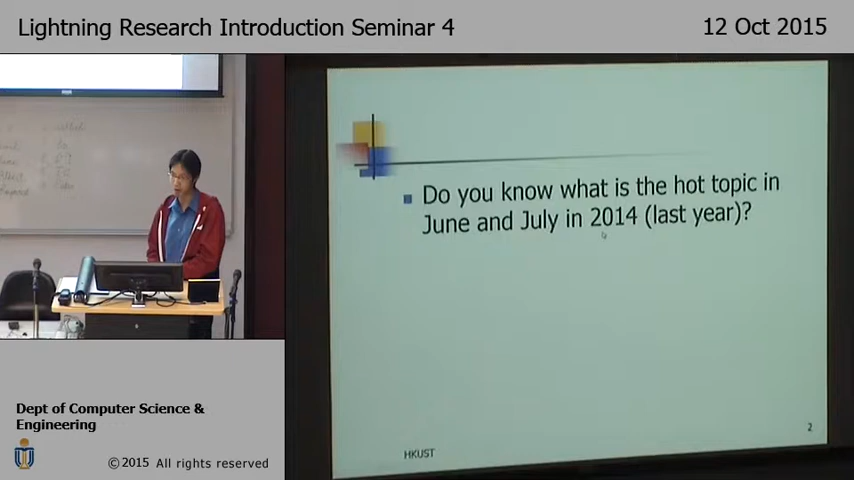 Lightning Research Introduction Seminar 4
12 Oct 2015
Do you know what is the hot topic in
June and July in 2014 (last year)?
HKUST
2
Dept of Computer Science &
Engineering
©2015 All rights reserved